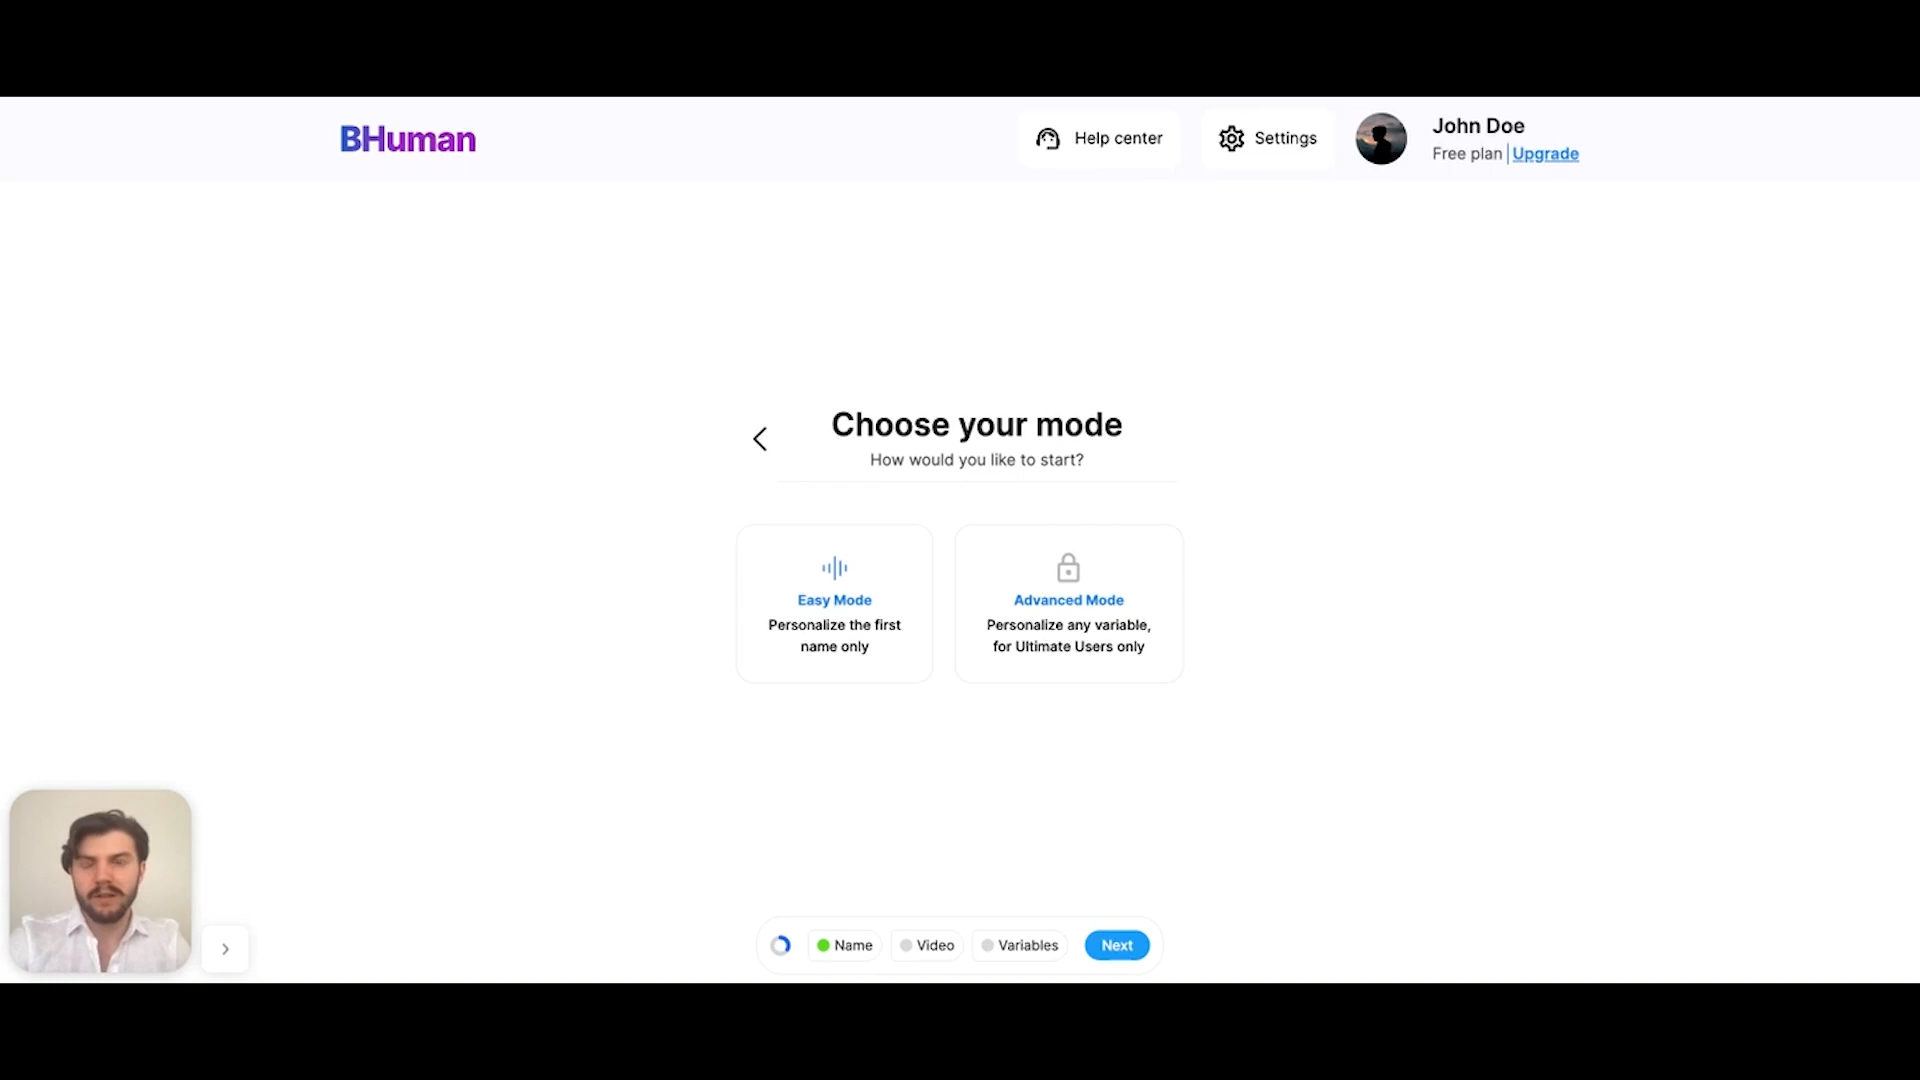 BHuman
Help center
Settings
John Doe
Free plan | Upgrade
Choose your mode
How would you like to start?
Easy Mode
Personalize the first
name only
Advanced Mode
Personalize any variable,
for Ultimate Users only
Name
Video
Variables
Next